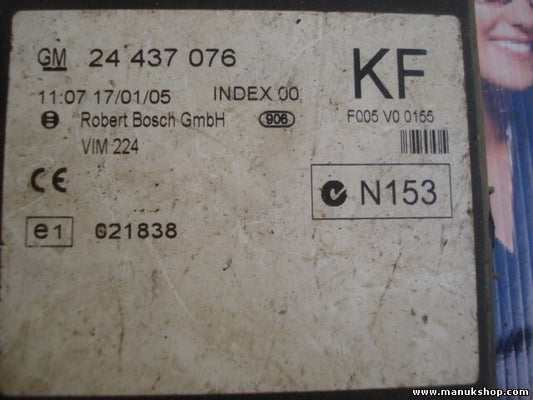 GM 24 437 076
KF
11:07 17/01/05 INDEX 00
F005 V0 0155
Robert Bosch GmbH 906
VIM 224
CE
N153
e1 021838
www.manukshop.com